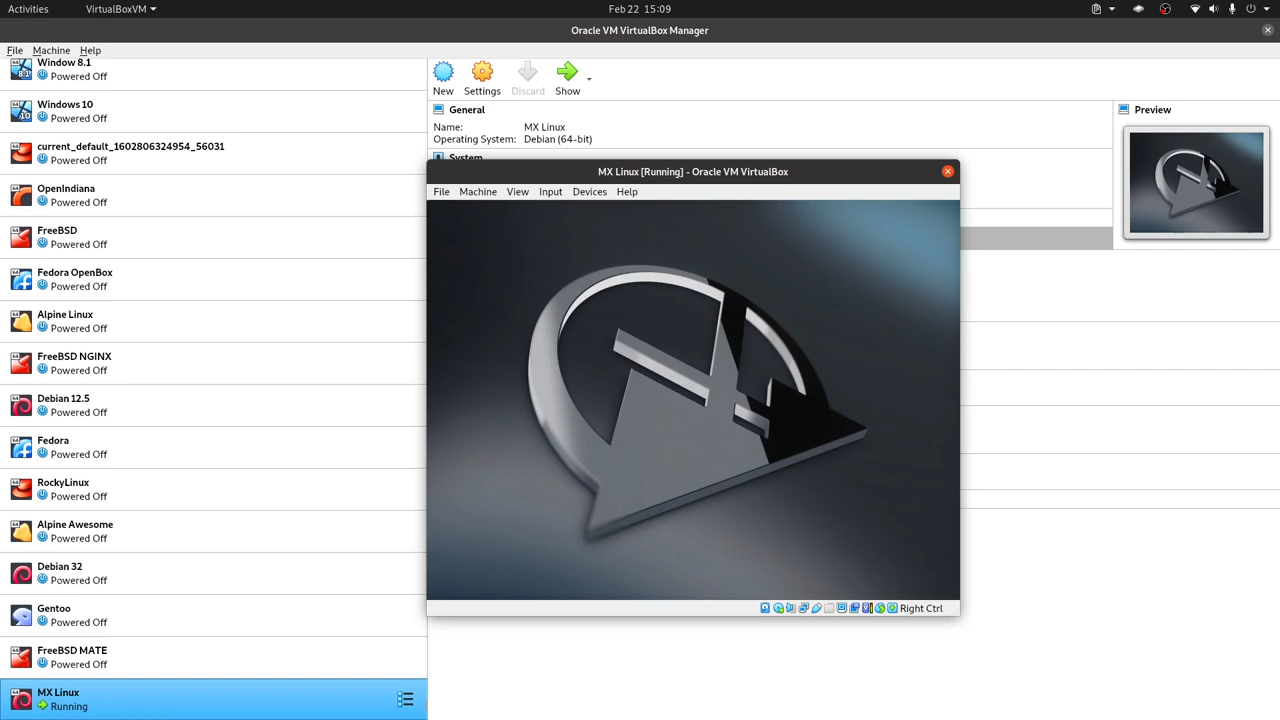 Activities
VirtualBoxVM
Feb 22 15:09
Oracle VM VirtualBox Manager
File Machine Help
Window 8.1
Powered Off
Windows 10
Powered Off
current_default_1602806324954_56031
Powered Off
OpenIndiana
Powered Off
FreeBSD
Powered Off
Fedora OpenBox
Powered Off
Alpine Linux
Powered Off
FreeBSD NGINX
Powered Off
Debian 12.5
Powered Off
Fedora
Powered Off
RockyLinux
Powered Off
Alpine Awesome
Powered Off
Debian 32
Powered Off
Gentoo
Powered Off
FreeBSD MATE
Powered Off
MX Linux
Running
New Settings Discard Show
General
Name: MX Linux
Operating System: Debian (64-bit)
System
Preview
MX Linux [Running] - Oracle VM VirtualBox
File Machine View Input Devices Help
Right Ctrl